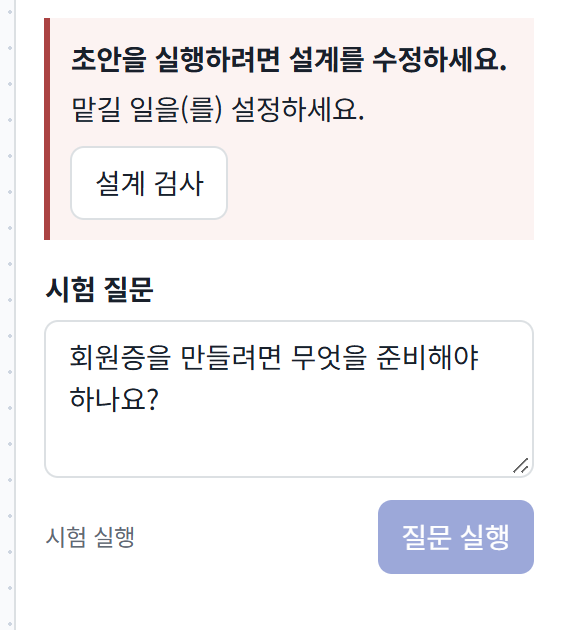 초안을 실행하려면 설계를 수정하세요.
맡길 일을(를) 설정하세요.
설계 검사
시험 질문
회원증을 만들려면 무엇을 준비해야
하나요?
시험 실행
질문 실행